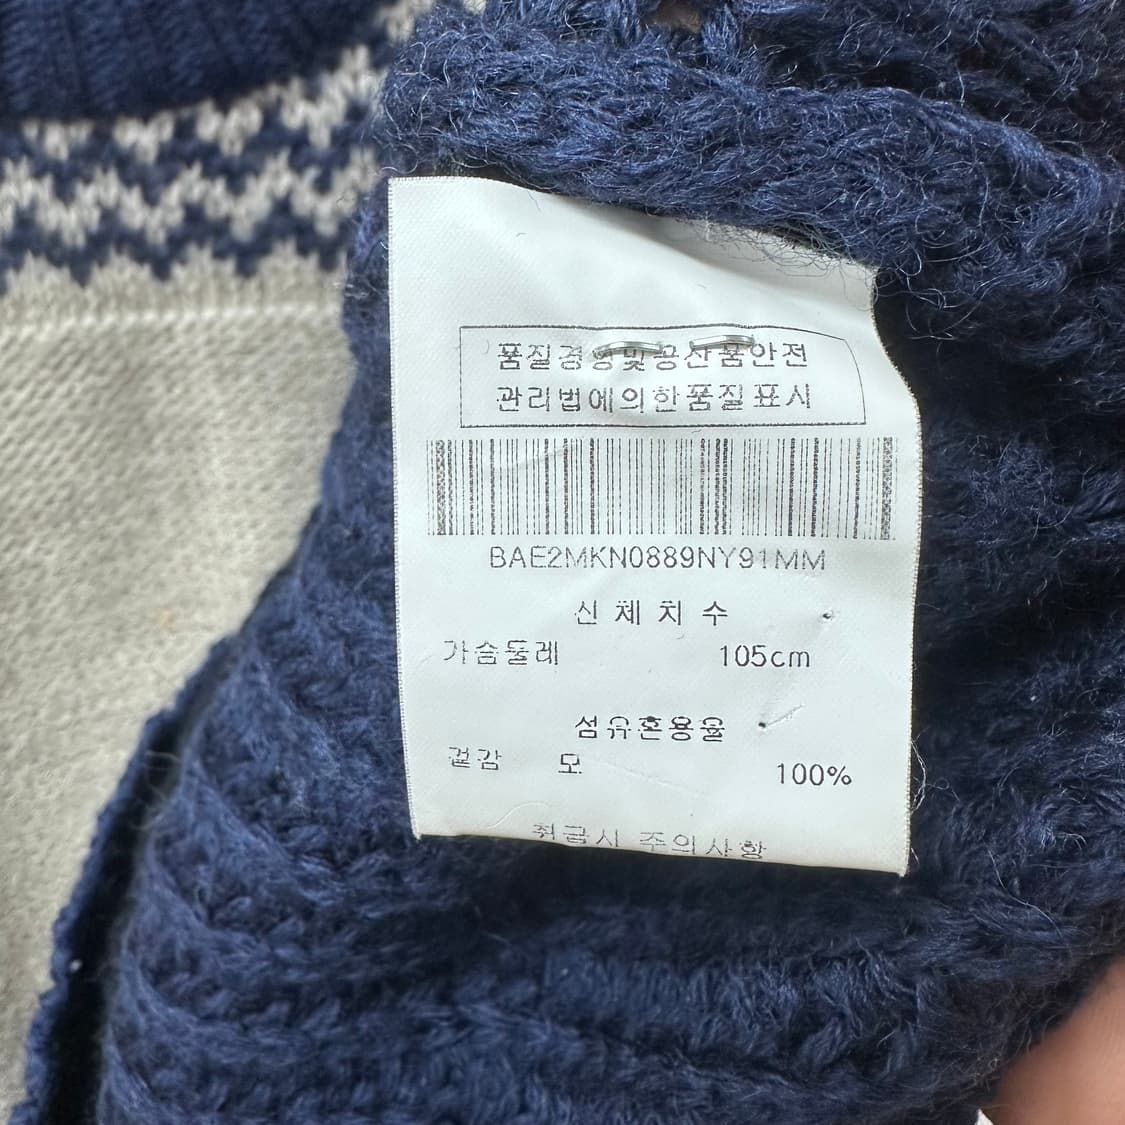 품질경영및공산품안전
관리법에의한품질표시
BAE2MKN0889NY91MM
신체치수
가슴둘레 105cm
섬유혼용율
겉감 모 100%
취급시 주의사항